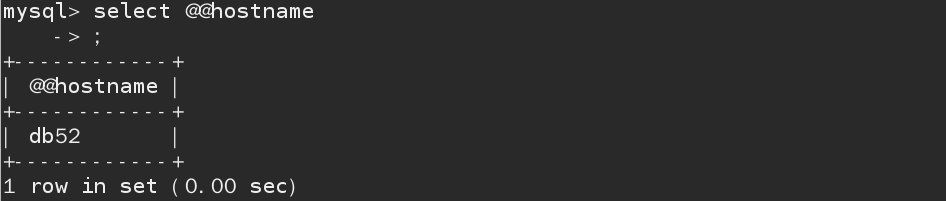 mysql> select @@hostname
    -> ;
+------------+
| @@hostname |
+------------+
| db52       |
+------------+
1 row in set (0.00 sec)